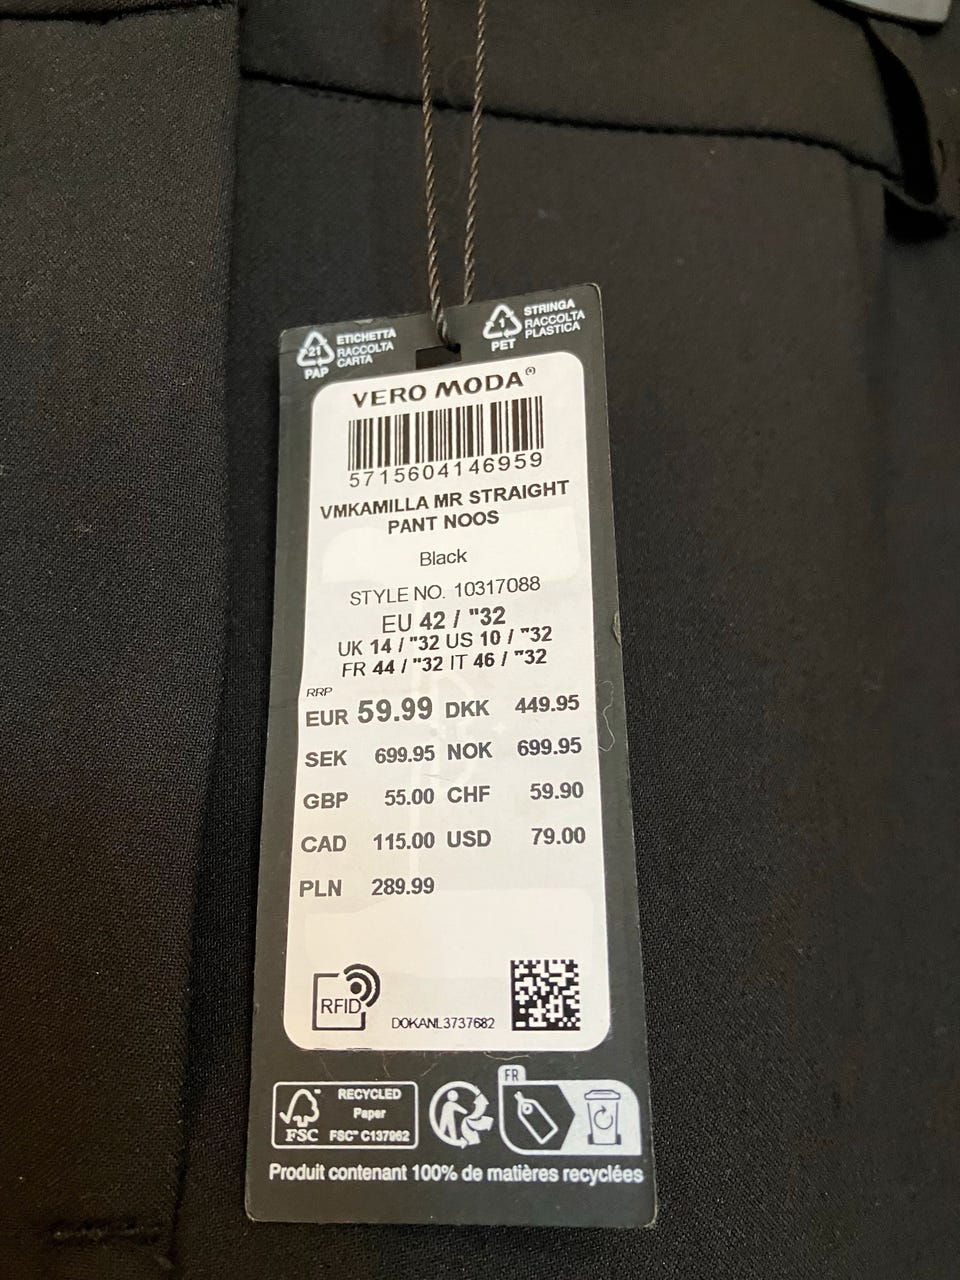 21
PAP
ETICHETTA
RACCOLTA
CARTA
1
PET
STRINGA
RACCOLTA
PLASTICA
VERO MODA®
5715604146959
VMKAMILLA MR STRAIGHT
PANT NOOS
Black
STYLE NO. 10317088
EU 42 / "32
UK 14 / "32 US 10 / "32
FR 44 / "32 IT 46 / "32
RRP
EUR 59.99 DKK 449.95
SEK 699.95 NOK 699.95
GBP 55.00 CHF 59.90
CAD 115.00 USD 79.00
PLN 289.99
RFID
DOKANL3737682
FSC™
RECYCLED
Paper
FSC™ C137962
FR
Produit contenant 100% de matières recyclées